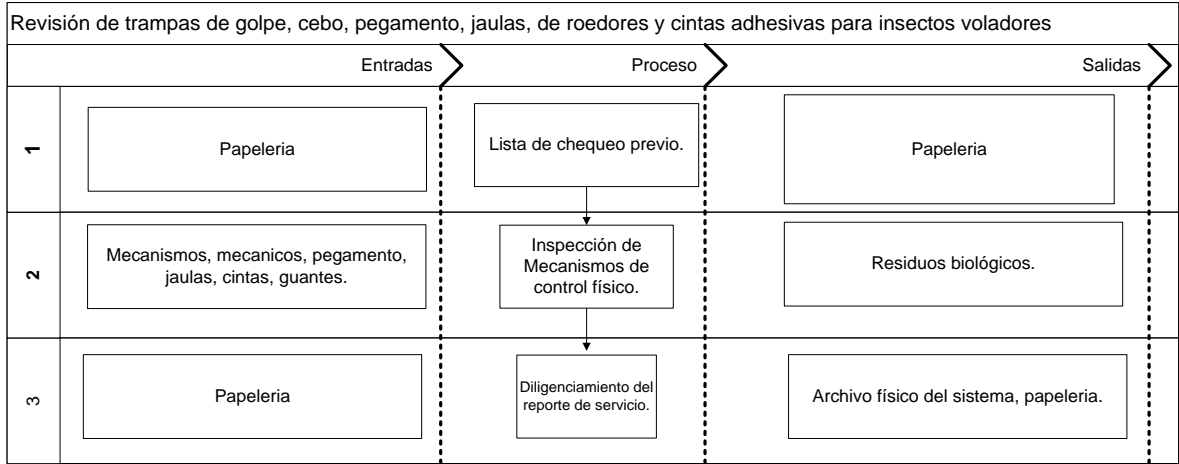 Revisión de trampas de golpe, cebo, pegamento, jaulas, de roedores y cintas adhesivas para insectos voladores
Entradas
Proceso
Salidas
1
Papeleria
Lista de chequeo previo.
Papeleria
2
Mecanismos, mecanicos, pegamento,
jaulas, cintas, guantes.
Inspección de
Mecanismos de
control físico.
Residuos biológicos.
3
Papeleria
Diligenciamiento del
reporte de servicio.
Archivo físico del sistema, papeleria.